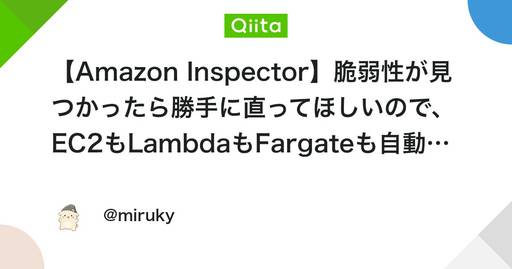 Qiita
【Amazon Inspector】脆弱性が見
つかったら勝手に直ってほしいので、
EC2もLambdaもFargateも自動…
@miruky